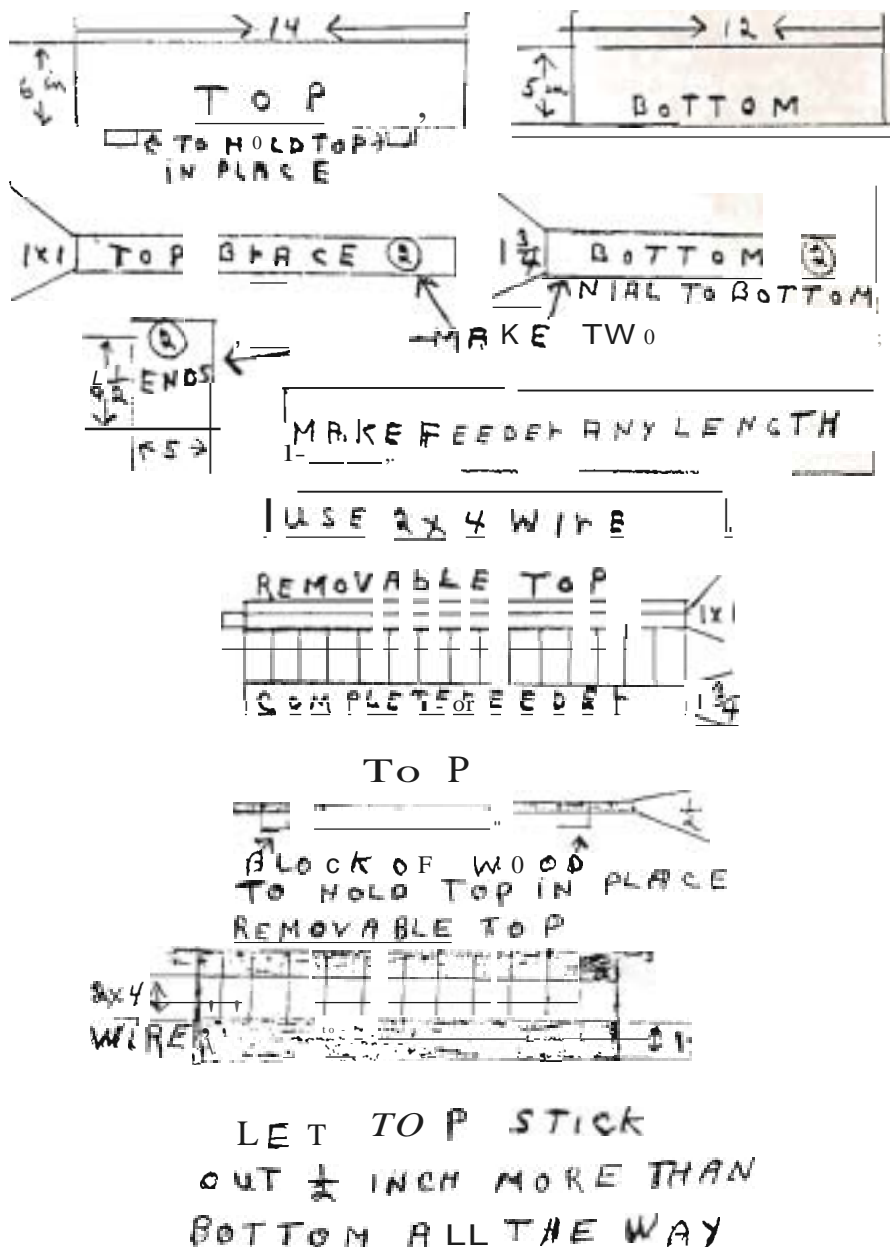 14
12
6 in
5 in
TOP
BOTTOM
TO HOLD TOP
IN PLACE
1x1
TOP BrACE 2
1 3/4
BOTTOM 2
NIAL TO BOTTOM
MAKE TWO
2
ENDS
5
MAKE FEEDEr ANY LENGTH
USE 2x4 WIrE
REMOVAbLE TOP
1x1
1 3/4
TOP
1/2
BLOCK OF WOOD
TO HOLD TOP IN PLACE
REMOVABLE TOP
2x4
WIRE
LET TOP STICK
OUT 1/2 INCH MORE THAN
BOTTOM ALL THE WAY